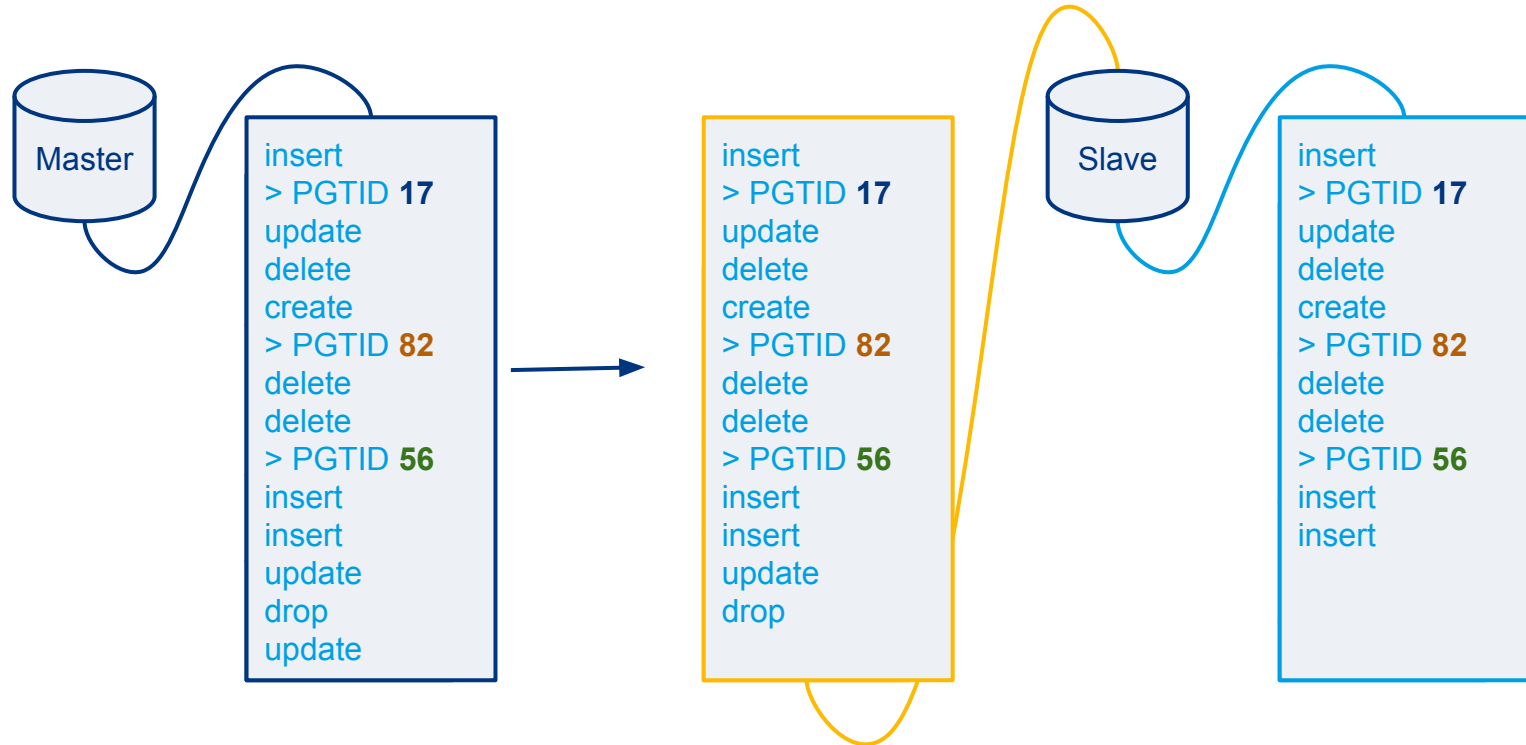 Master
insert
> PGTID 17
update
delete
create
> PGTID 82
delete
delete
> PGTID 56
insert
insert
update
drop
update
insert
> PGTID 17
update
delete
create
> PGTID 82
delete
delete
> PGTID 56
insert
insert
update
drop
Slave
insert
> PGTID 17
update
delete
create
> PGTID 82
delete
delete
> PGTID 56
insert
insert